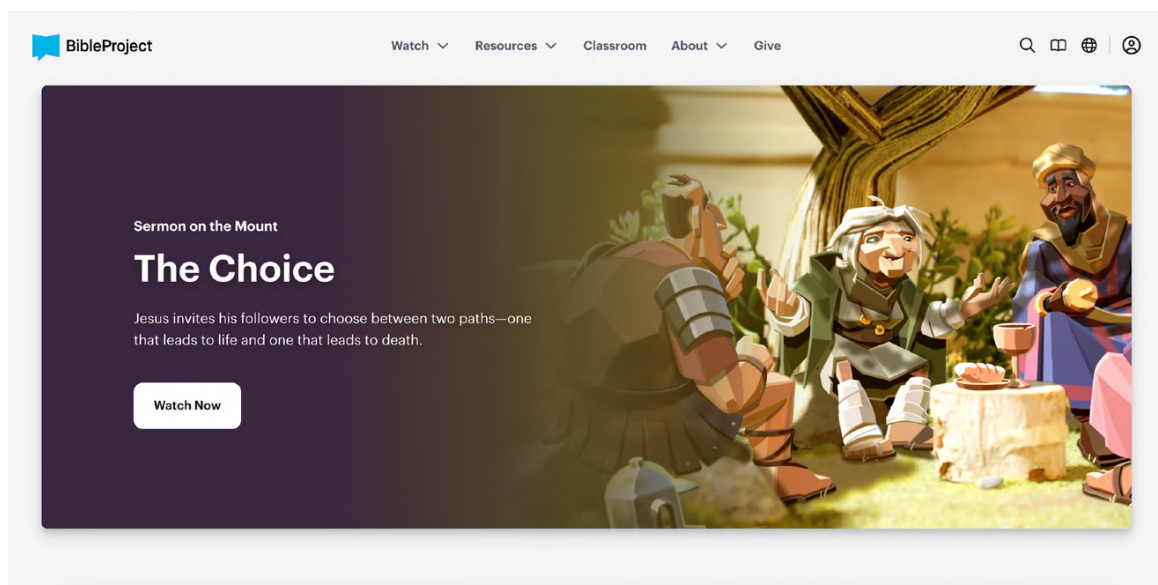 BibleProject
Watch
Resources
Classroom
About
Give
Sermon on the Mount
The Choice
Jesus invites his followers to choose between two paths—one
that leads to life and one that leads to death.
Watch Now